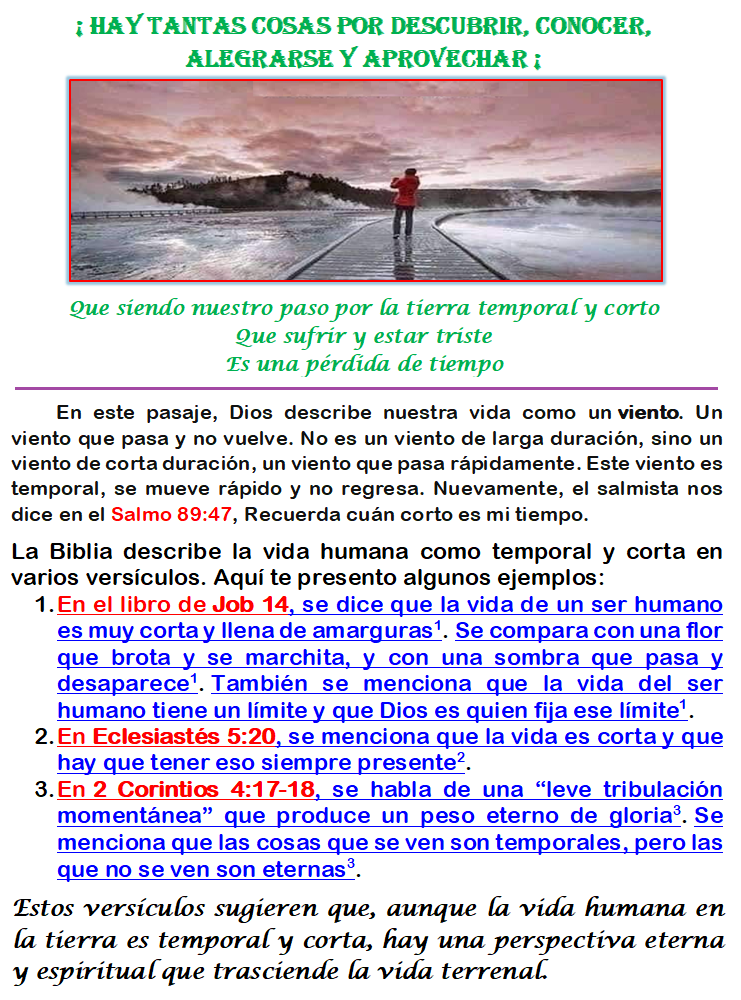 ¡ HAY TANTAS COSAS POR DESCUBRIR, CONOCER,
ALEGRARSE Y APROVECHAR ¡
Que siendo nuestro paso por la tierra temporal y corto
Que sufrir y estar triste
Es una pérdida de tiempo
En este pasaje, Dios describe nuestra vida como un viento. Un
viento que pasa y no vuelve. No es un viento de larga duración, sino un
viento de corta duración, un viento que pasa rápidamente. Este viento es
temporal, se mueve rápido y no regresa. Nuevamente, el salmista nos
dice en el Salmo 89:47, Recuerda cuán corto es mi tiempo.
La Biblia describe la vida humana como temporal y corta en
varios versículos. Aquí te presento algunos ejemplos:
1. En el libro de Job 14, se dice que la vida de un ser humano
es muy corta y llena de amarguras¹. Se compara con una flor
que brota y se marchita, y con una sombra que pasa y
desaparece¹. También se menciona que la vida del ser
humano tiene un límite y que Dios es quien fija ese límite¹.
2. En Eclesiastés 5:20, se menciona que la vida es corta y que
hay que tener eso siempre presente².
3. En 2 Corintios 4:17-18, se habla de una “leve tribulación
momentánea” que produce un peso eterno de gloria³. Se
menciona que las cosas que se ven son temporales, pero las
que no se ven son eternas³.
Estos versículos sugieren que, aunque la vida humana en
la tierra es temporal y corta, hay una perspectiva eterna
y espiritual que trasciende la vida terrenal.